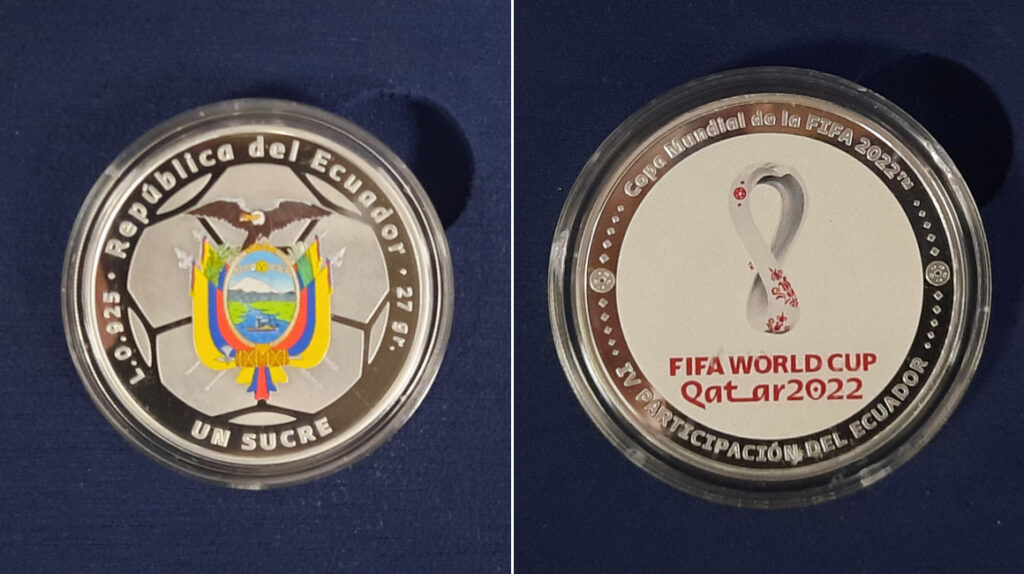 República del Ecuador
L.0.925
27 gr.
UN SUCRE
Copa Mundial de la FIFA 2022™
FIFA WORLD CUP
Qatar2022
IV PARTICIPACIÓN DEL ECUADOR